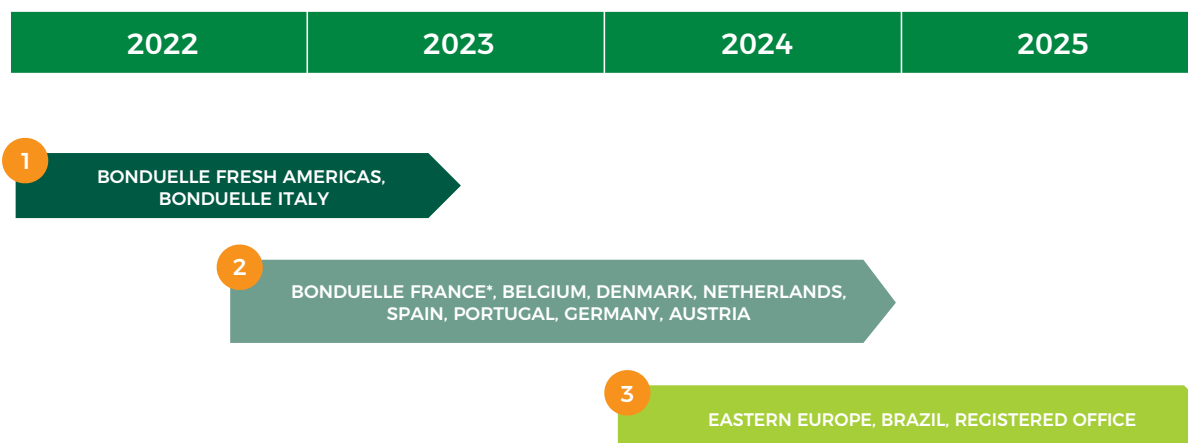 2022 2023 2024 2025
1
BONDUELLE FRESH AMERICAS,
BONDUELLE ITALY
2
BONDUELLE FRANCE*, BELGIUM, DENMARK, NETHERLANDS,
SPAIN, PORTUGAL, GERMANY, AUSTRIA
3
EASTERN EUROPE, BRAZIL, REGISTERED OFFICE